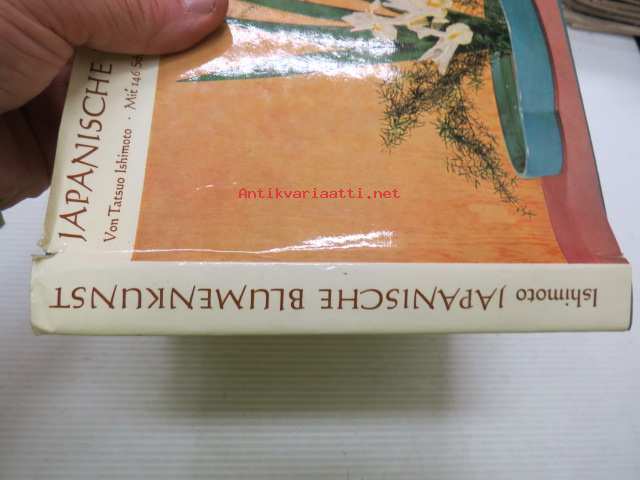 JAPANISCHE
Von Tatsuo Ishimoto · Mit 146
Antikvariaatti.net
Ishimoto JAPANISCHE BLUMENKUNST